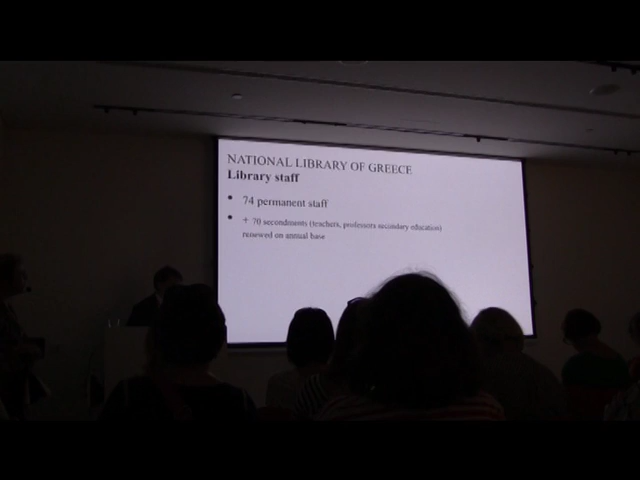 NATIONAL LIBRARY OF GREECE
Library staff
• 74 permanent staff
• + 70 secondments (teachers, professors secondary education)
renewed on annual base